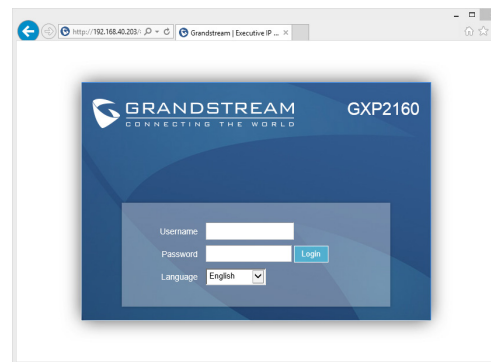 http://192.168.40.203/
Grandstream | Executive IP ...
GRANDSTREAM
CONNECTING THE WORLD
GXP2160
Username
Password
Login
Language
English